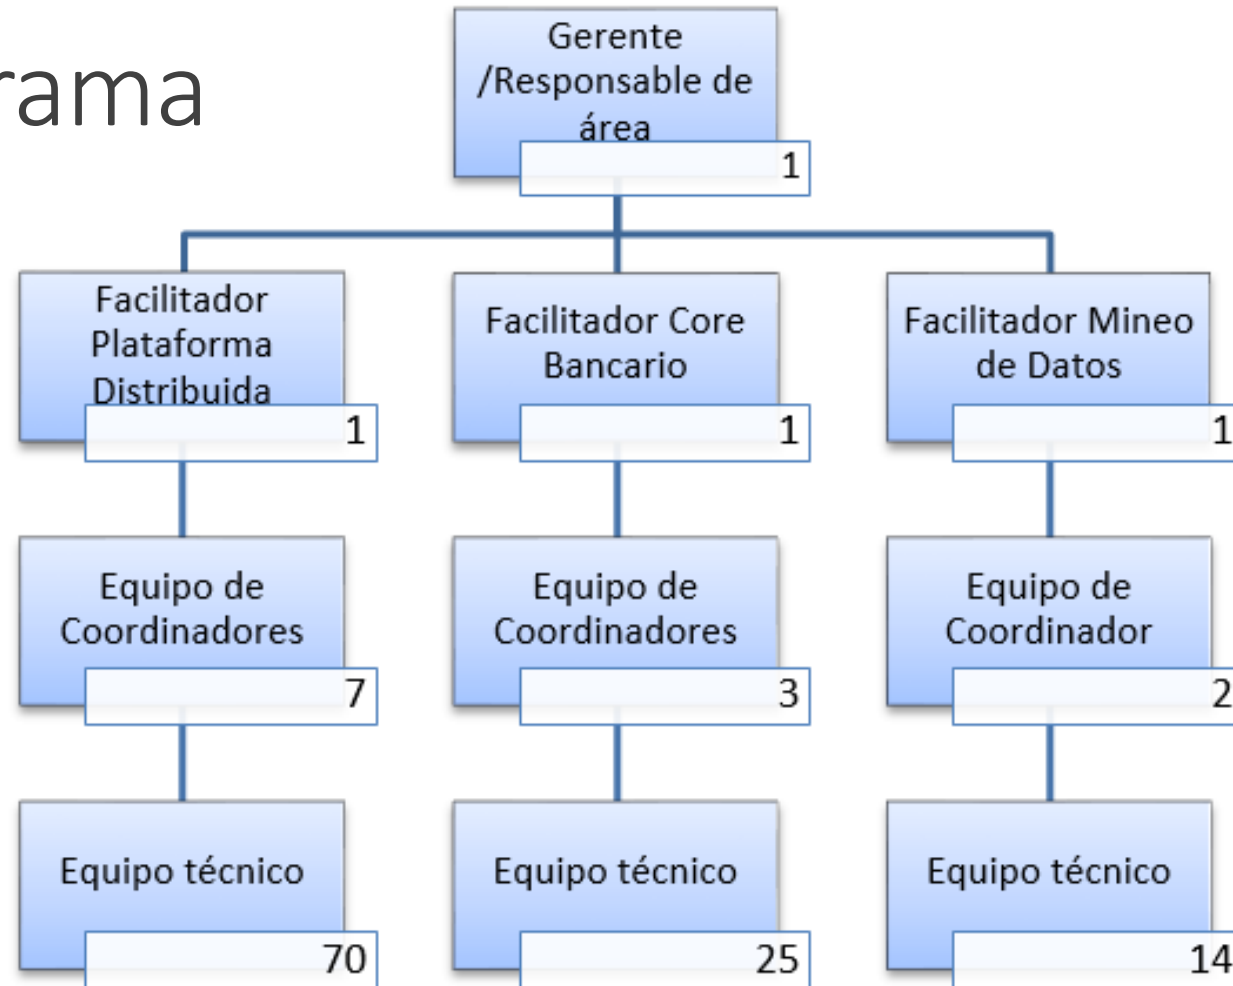 rama
Gerente
/Responsable de
área
1
Facilitador
Plataforma
Distribuida
1
Facilitador Core
Bancario
1
Facilitador Mineo
de Datos
1
Equipo de
Coordinadores
7
Equipo de
Coordinadores
3
Equipo de
Coordinador
2
Equipo técnico
70
Equipo técnico
25
Equipo técnico
14